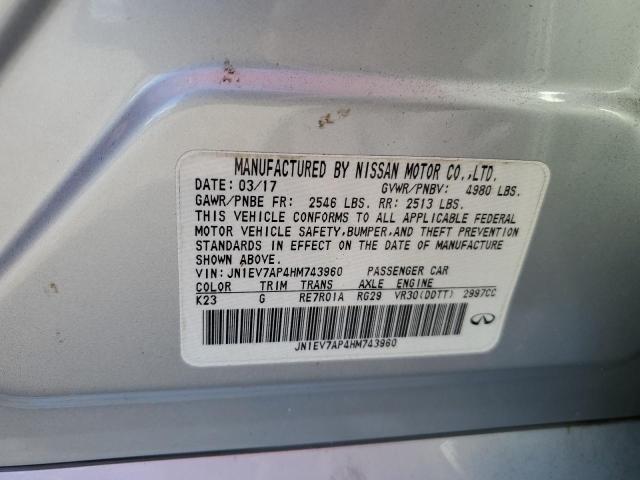 MANUFACTURED BY NISSAN MOTOR CO.,LTD.
DATE: 03/17 GVWR/PNBV: 4980 LBS.
GAWR/PNBE FR: 2546 LBS. RR: 2513 LBS.
THIS VEHICLE CONFORMS TO ALL APPLICABLE FEDERAL
MOTOR VEHICLE SAFETY, BUMPER, AND THEFT PREVENTION
STANDARDS IN EFFECT ON THE DATE OF MANUFACTURE
SHOWN ABOVE.
VIN: JN1EV7AP4HM743960 PASSENGER CAR
COLOR TRIM TRANS AXLE ENGINE
K23 G RE7R01A RG29 VR30(DDTT) 2997CC
JN1EV7AP4HM743960